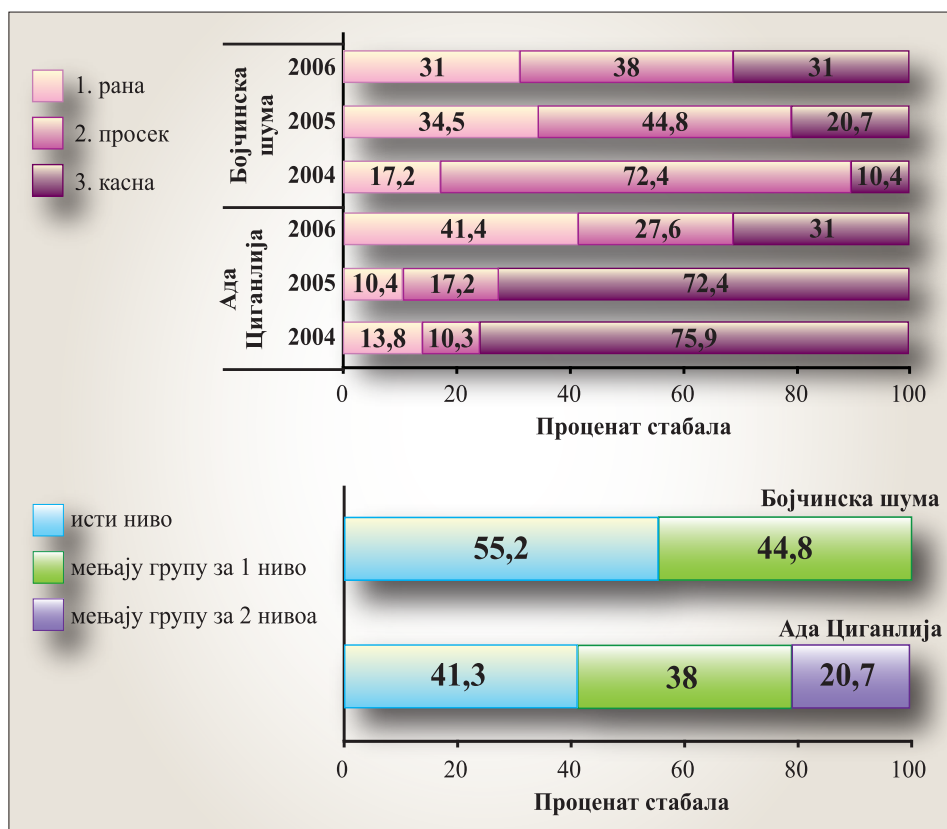 1. рана
2. просек
3. касна
Бојчинска
шума
2006
31
38
31
2005
34,5
44,8
20,7
2004
17,2
72,4
10,4
Ада
Циганлија
2006
41,4
27,6
31
2005
10,4
17,2
72,4
2004
13,8
10,3
75,9
0
20
40
60
80
100
Проценат стабала
исти ниво
мењају групу за 1 ниво
мењају групу за 2 нивоа
Бојчинска шума
55,2
44,8
Ада Циганлија
41,3
38
20,7
0
20
40
60
80
100
Проценат стабала